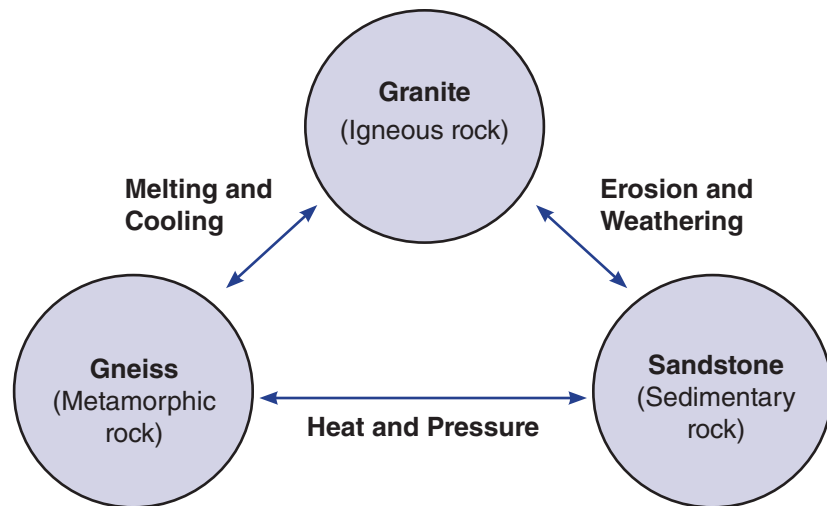 Granite
(Igneous rock)
Melting and
Cooling
Erosion and
Weathering
Gneiss
(Metamorphic
rock)
Heat and Pressure
Sandstone
(Sedimentary
rock)